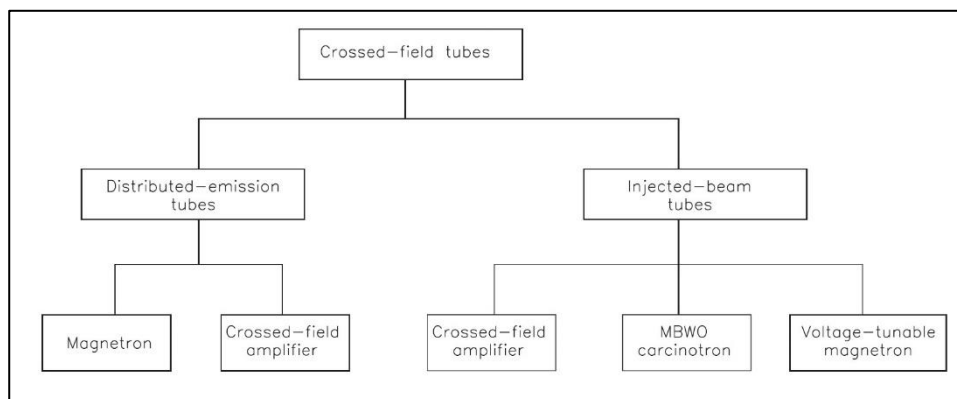 Crossed-field tubes
Distributed-emission
tubes
Injected-beam
tubes
Magnetron
Crossed-field
amplifier
Crossed-field
amplifier
MBWO
carcinotron
Voltage-tunable
magnetron